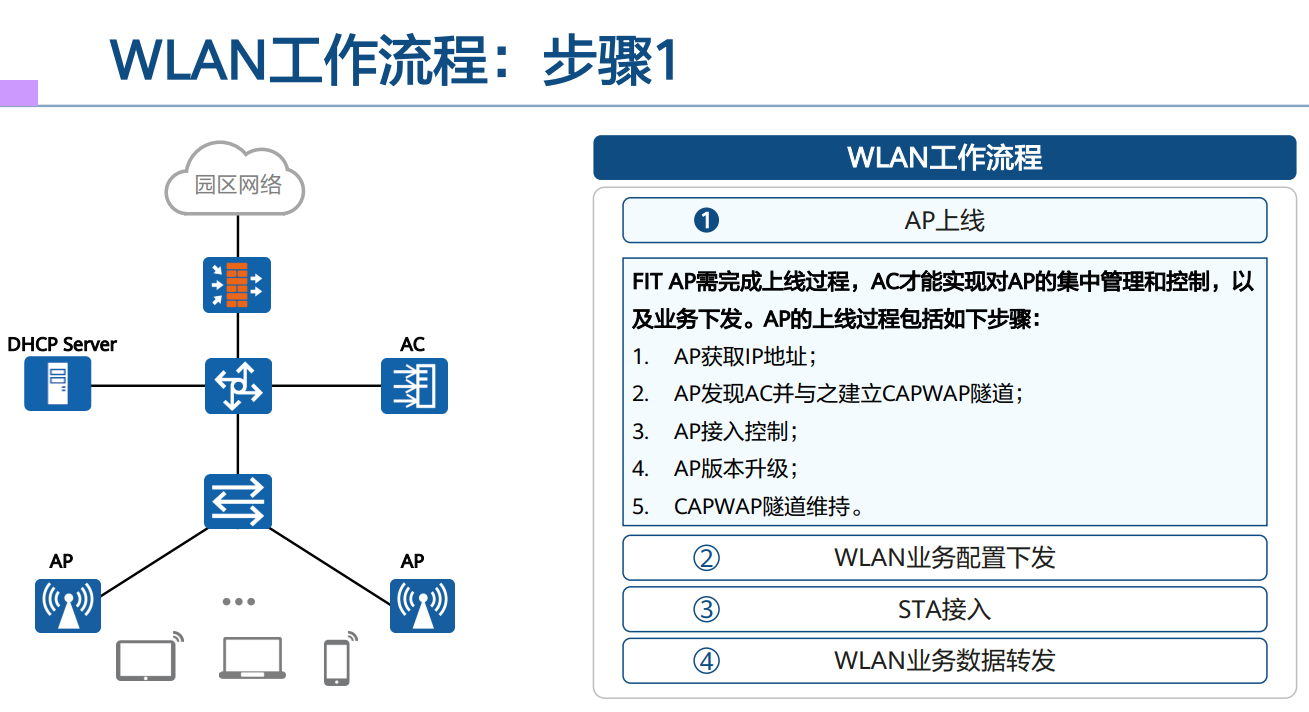 WLAN工作流程：步骤1
园区网络
DHCP Server
AC
AP
AP
WLAN工作流程
❶ AP上线
FIT AP需完成上线过程，AC才能实现对AP的集中管理和控制，以
及业务下发。AP的上线过程包括如下步骤：
1. AP获取IP地址；
2. AP发现AC并与之建立CAPWAP隧道；
3. AP接入控制；
4. AP版本升级；
5. CAPWAP隧道维持。
② WLAN业务配置下发
③ STA接入
④ WLAN业务数据转发